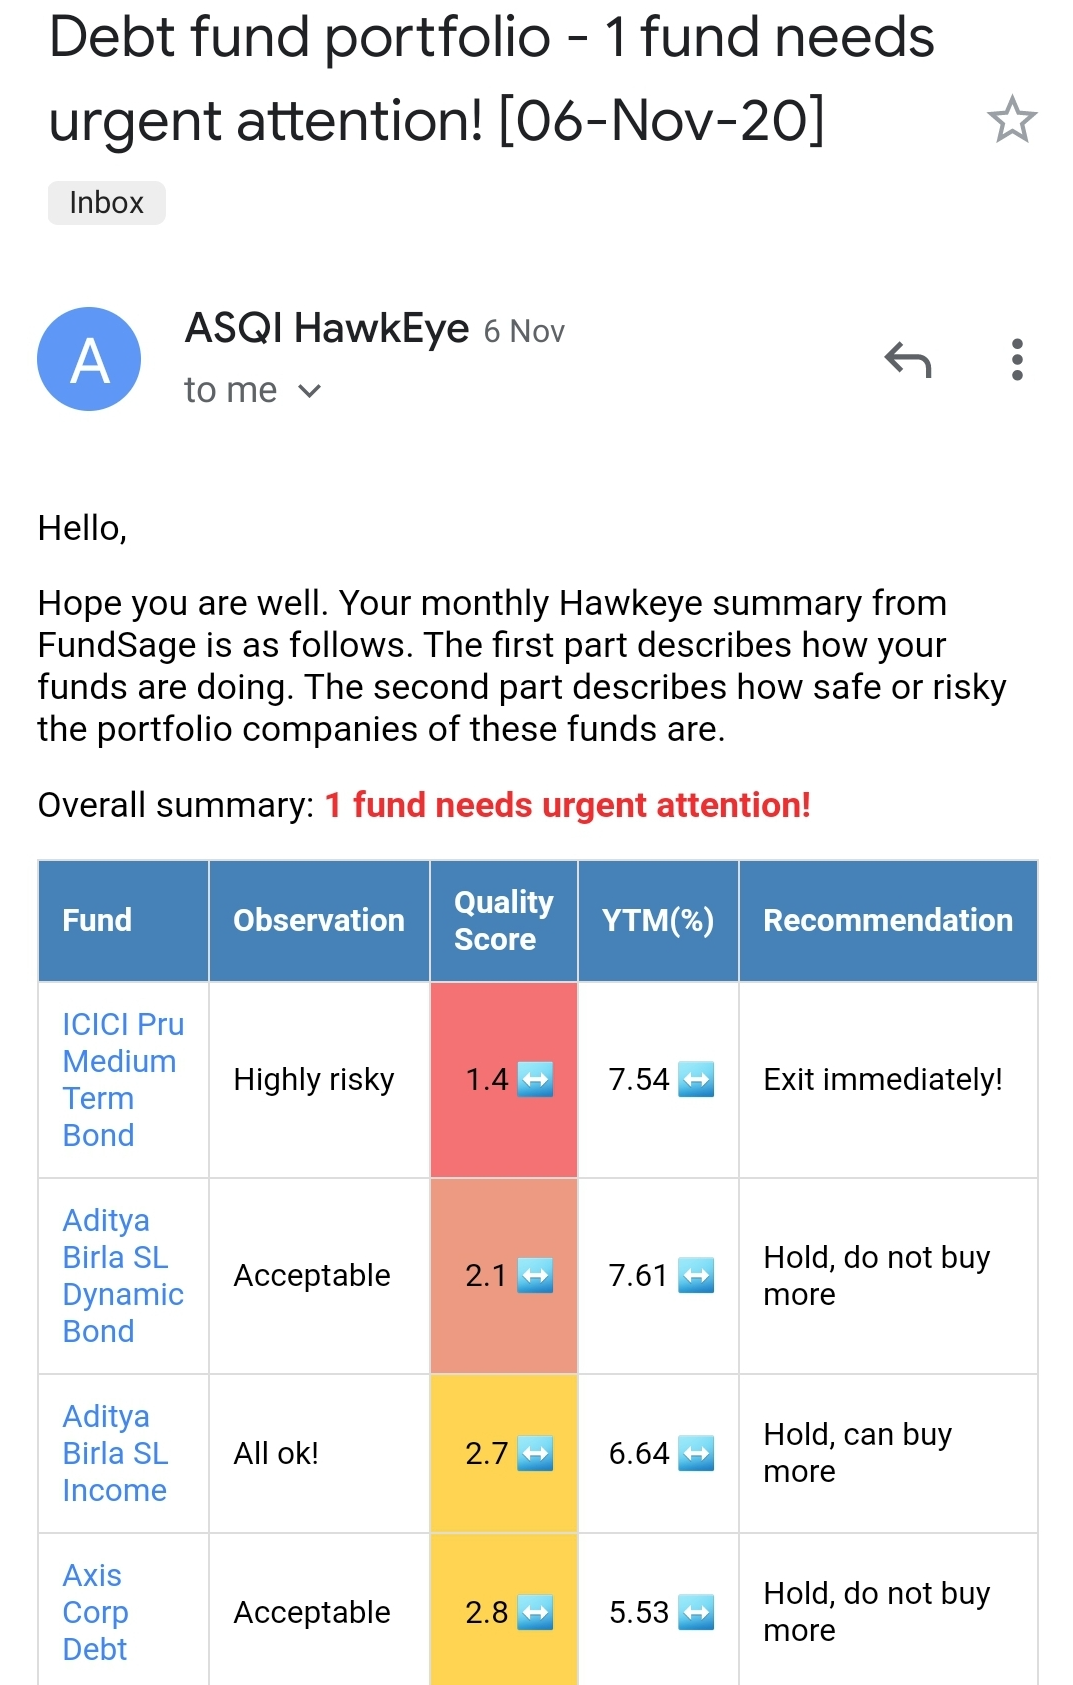 Debt fund portfolio - 1 fund needs
urgent attention! [06-Nov-20]
Inbox
A
ASQI HawkEye 6 Nov
to me
Hello,
Hope you are well. Your monthly Hawkeye summary from
FundSage is as follows. The first part describes how your
funds are doing. The second part describes how safe or risky
the portfolio companies of these funds are.
Overall summary: 1 fund needs urgent attention!
Fund Observation Quality Score YTM(%) Recommendation
ICICI Pru Medium Term Bond Highly risky 1.4 7.54 Exit immediately!
Aditya Birla SL Dynamic Bond Acceptable 2.1 7.61 Hold, do not buy more
Aditya Birla SL Income All ok! 2.7 6.64 Hold, can buy more
Axis Corp Debt Acceptable 2.8 5.53 Hold, do not buy more